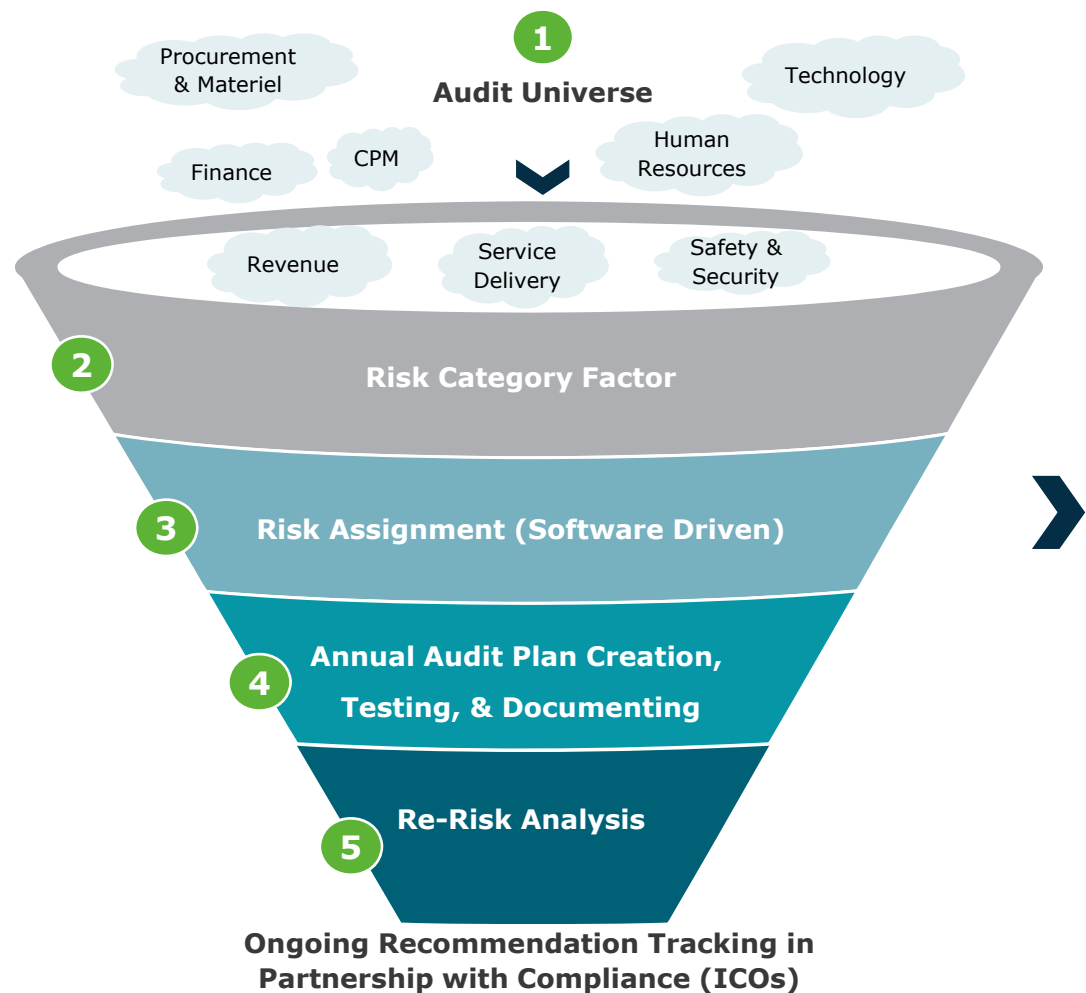 1
Audit Universe
Procurement
& Materiel
Technology
Finance
CPM
Human
Resources
Revenue
Service
Delivery
Safety &
Security
2
Risk Category Factor
3
Risk Assignment (Software Driven)
4
Annual Audit Plan Creation,
Testing, & Documenting
5
Re-Risk Analysis
Ongoing Recommendation Tracking in
Partnership with Compliance (ICOs)